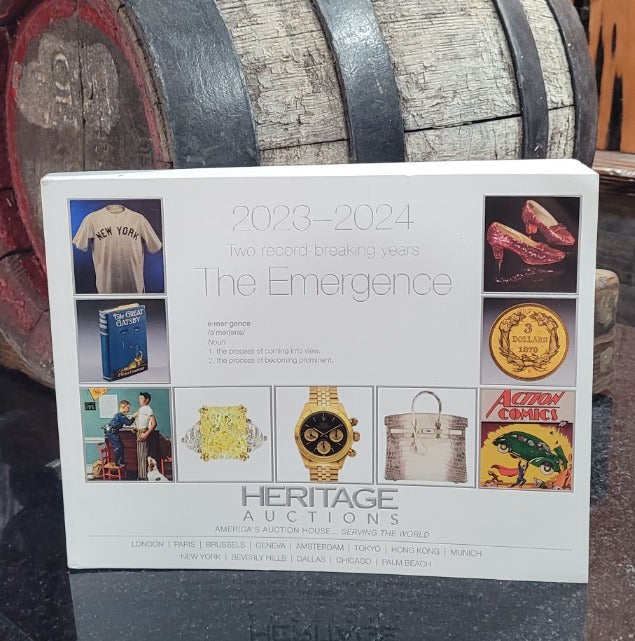 2023–2024
Two record-breaking years
The Emergence
NEW YORK
The GREAT
GATSBY
e·mer·gence
/əˈmərjəns/
Noun
1. the process of coming into view.
2. the process of becoming prominent.
3
DOLLARS
1870
ACTION
COMICS
HERITAGE
AUCTIONS
AMERICA'S AUCTION HOUSE... SERVING THE WORLD
LONDON | PARIS | BRUSSELS | GENEVA | AMSTERDAM | TOKYO | HONG KONG | MUNICH
NEW YORK | BEVERLY HILLS | DALLAS | CHICAGO | PALM BEACH